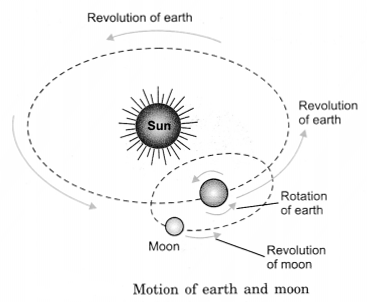 Revolution of earth
Sun
Revolution
of earth
Rotation
of earth
Moon
Revolution
of moon
Motion of earth and moon